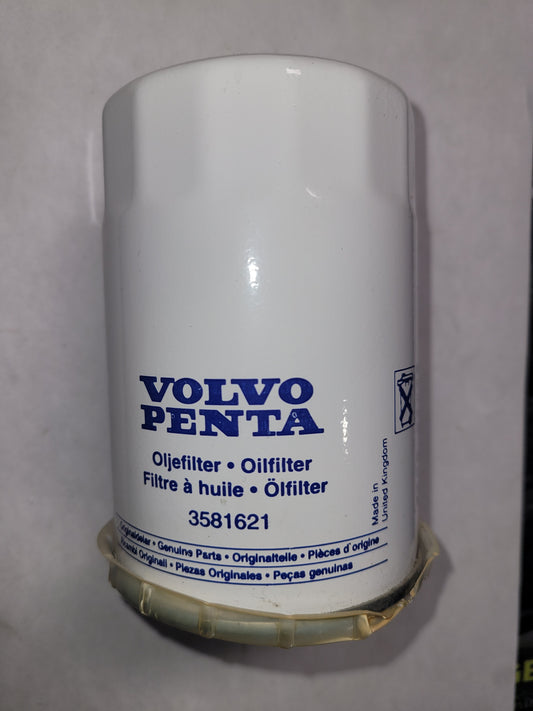 VOLVO
PENTA
Oljefilter • Oilfilter
Filtre à huile • Ölfilter
3581621
Made in
United Kingdom
Originaldelar • Genuine Parts • Originalteile • Pièces d'origine
Ricambi Originali • Piezas Originales • Peças genuinas